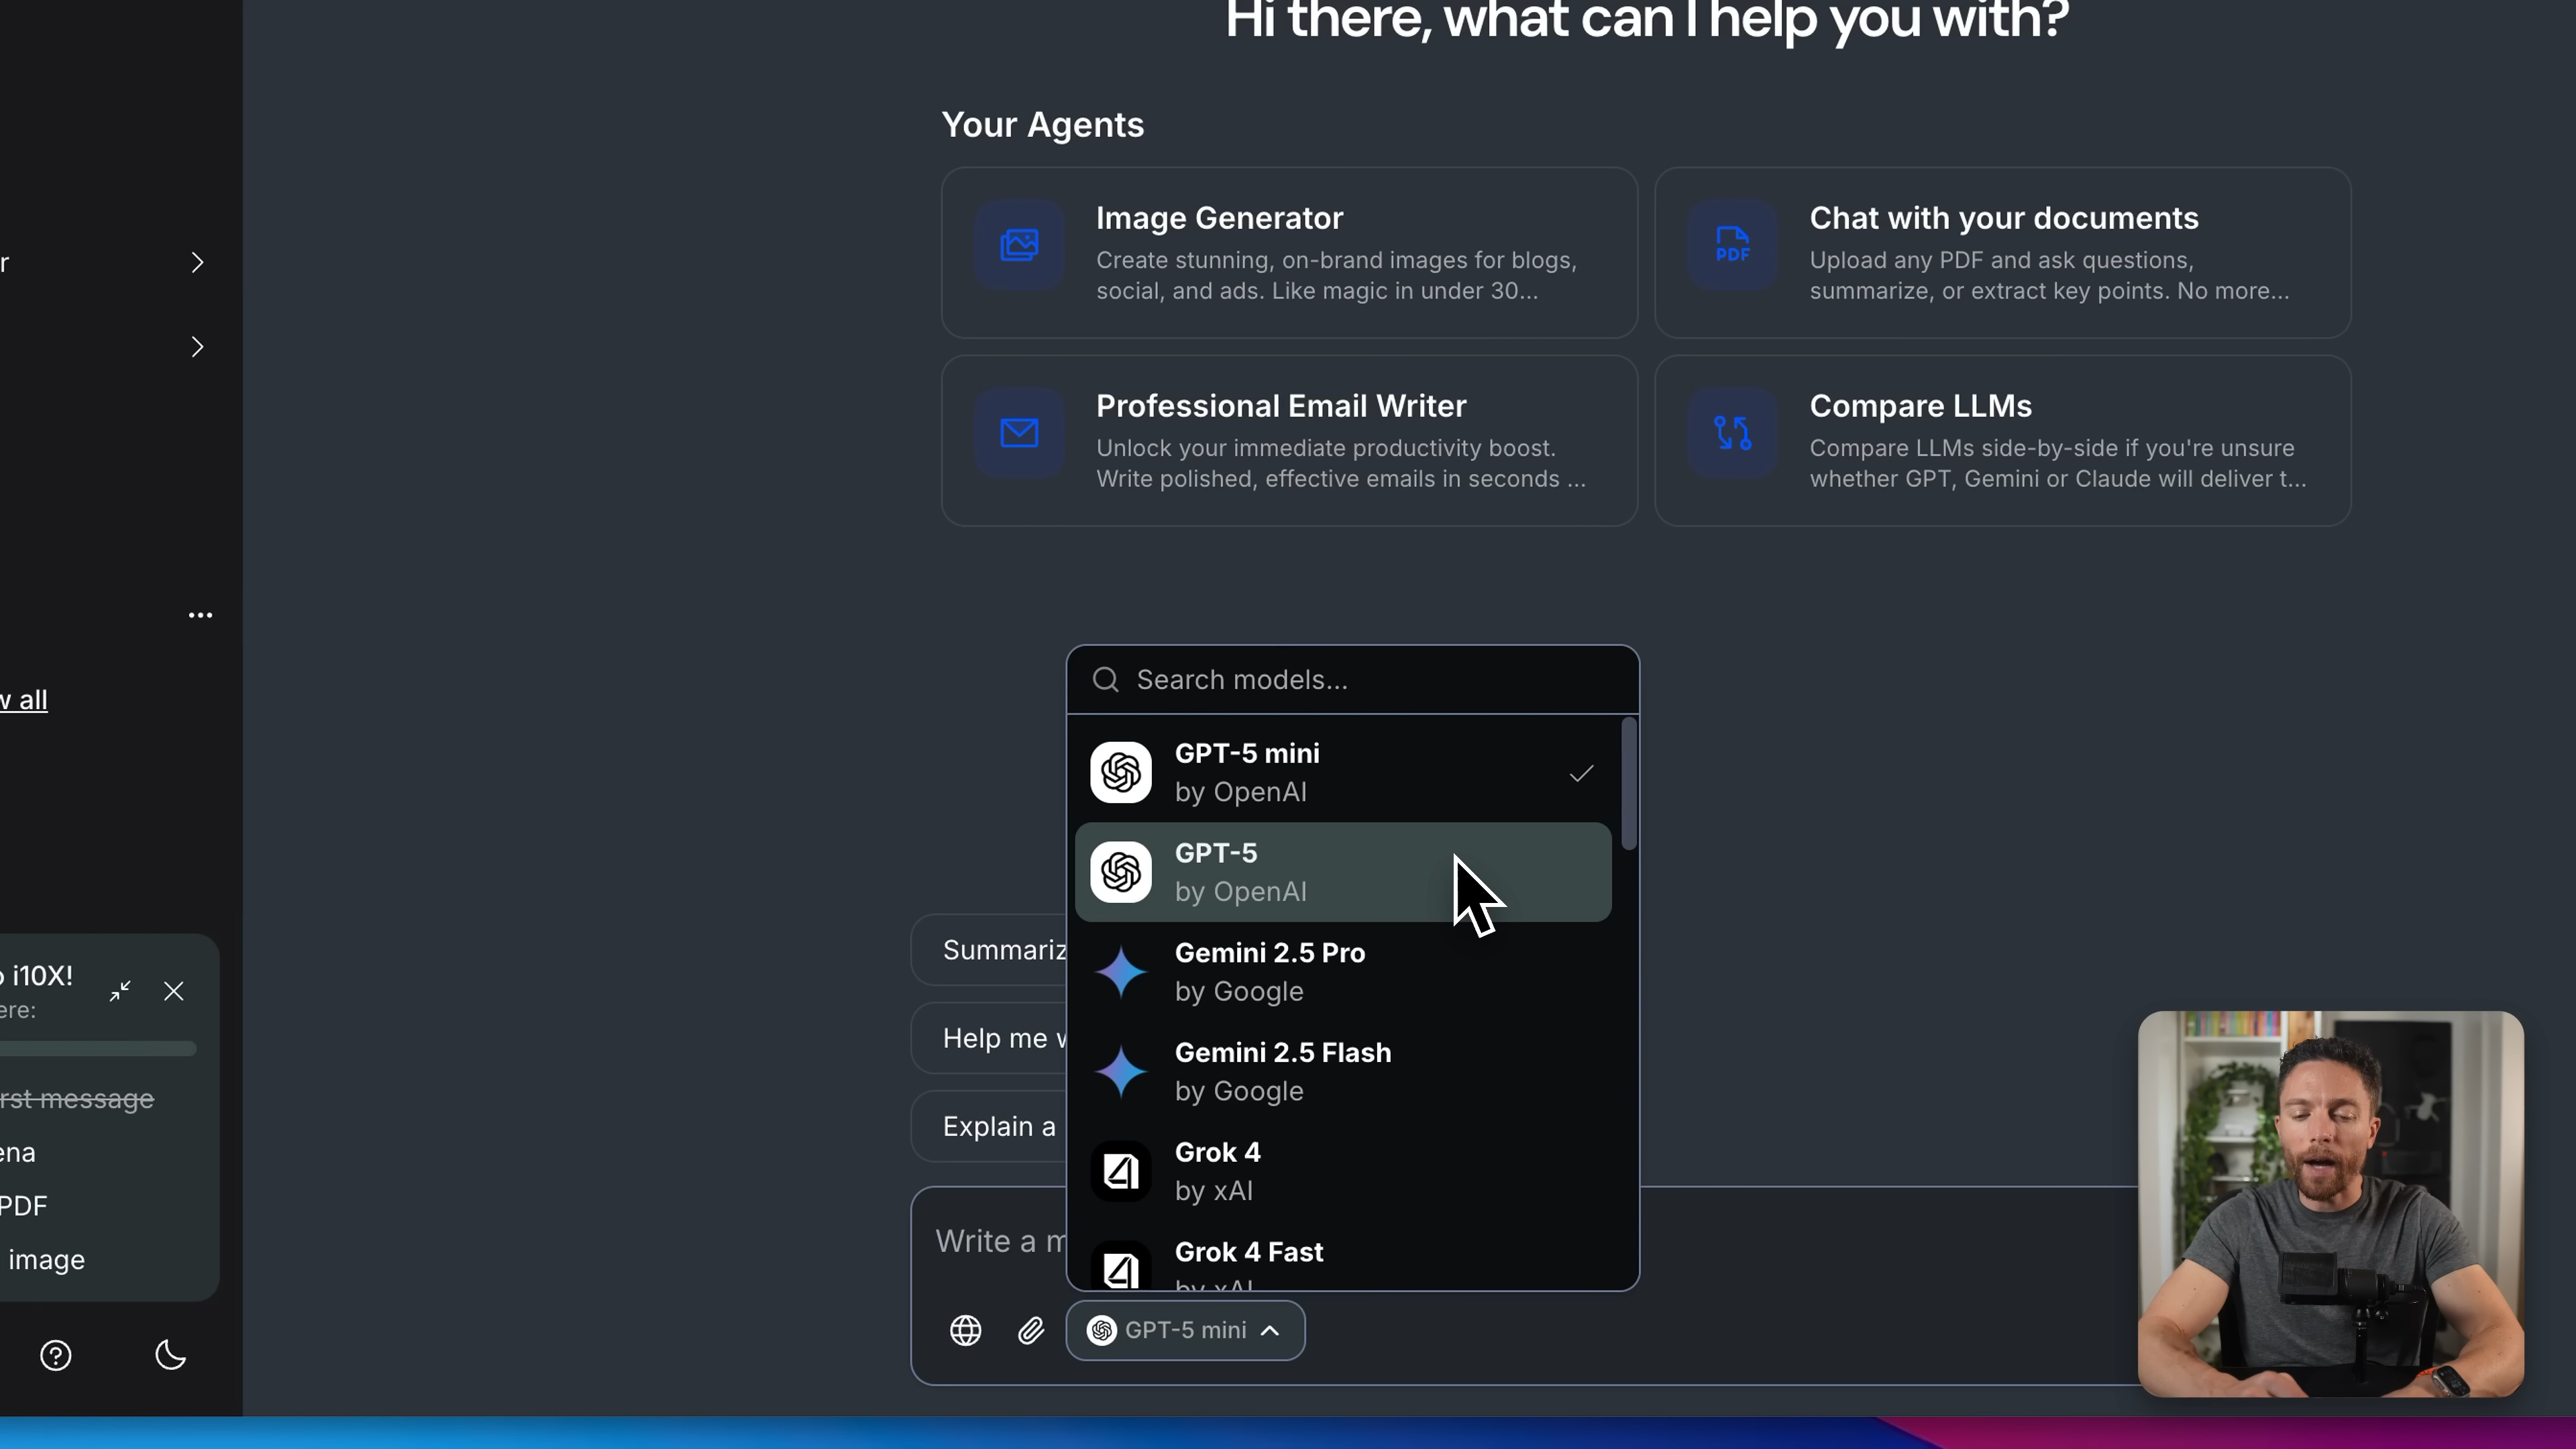 Hi there, what can I help you with?
Your Agents
Image Generator
Create stunning, on-brand images for blogs,
social, and ads. Like magic in under 30...
Chat with your documents
Upload any PDF and ask questions,
summarize, or extract key points. No more...
Professional Email Writer
Unlock your immediate productivity boost.
Write polished, effective emails in seconds ...
Compare LLMs
Compare LLMs side-by-side if you're unsure
whether GPT, Gemini or Claude will deliver t...
PDF
r
w all
o i10X!
ere:
rst message
ena
PDF
image
Search models...
GPT-5 mini
by OpenAI
GPT-5
by OpenAI
Gemini 2.5 Pro
by Google
Gemini 2.5 Flash
by Google
Grok 4
by xAI
Grok 4 Fast
by xAI
Summariz
Help me w
Explain a
Write a m
GPT-5 mini